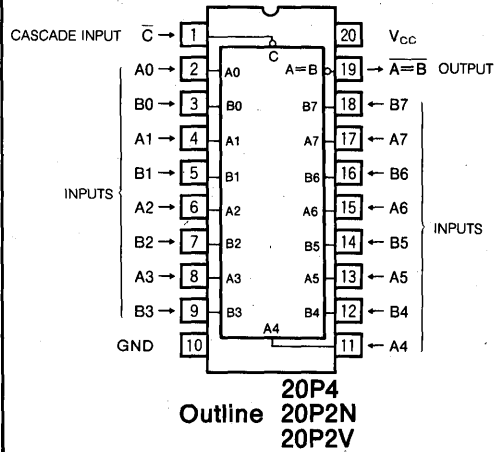 CASCADE INPUT C̅ → 1 C 20 VCC
A0 → 2 A0 A=B 19 → A̅=̅B̅ OUTPUT
B0 → 3 B0 B7 18 ← B7
A1 → 4 A1 A7 17 ← A7
B1 → 5 B1 B6 16 ← B6
INPUTS
A2 → 6 A2 A6 15 ← A6
INPUTS
B2 → 7 B2 B5 14 ← B5
A3 → 8 A3 A5 13 ← A5
B3 → 9 B3 B4 12 ← B4
GND 10 A4 11 ← A4
20P4
Outline 20P2N
20P2V